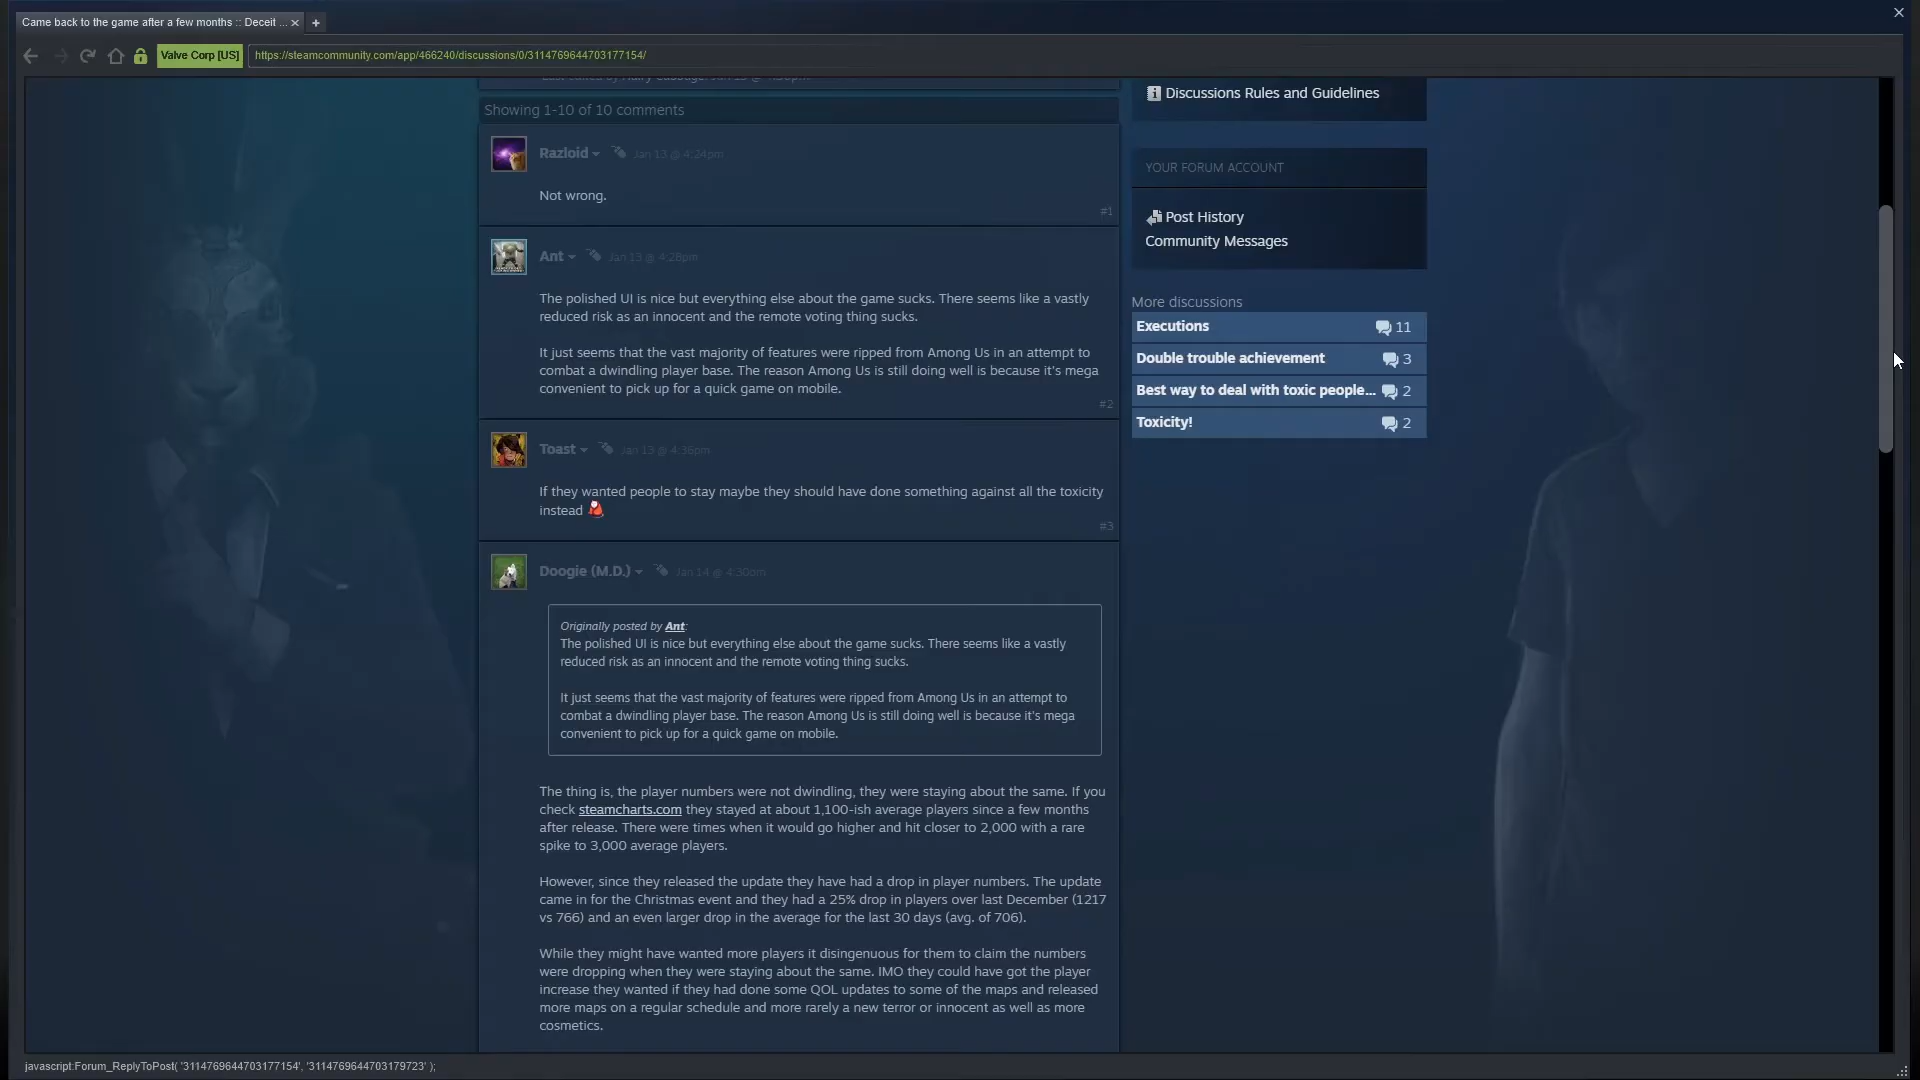 Came back to the game after a few months :: Deceit ...
Valve Corp [US]
https://steamcommunity.com/app/466240/discussions/0/3114769644703177154/
Showing 1-10 of 10 comments
Razloid
Jan 13 @ 4:24pm
Not wrong.
#1
Ant
Jan 13 @ 4:28pm
The polished UI is nice but everything else about the game sucks. There seems like a vastly
reduced risk as an innocent and the remote voting thing sucks.
It just seems that the vast majority of features were ripped from Among Us in an attempt to
combat a dwindling player base. The reason Among Us is still doing well is because it's mega
convenient to pick up for a quick game on mobile.
#2
Toast
Jan 13 @ 4:36pm
If they wanted people to stay maybe they should have done something against all the toxicity
instead
#3
Doogie (M.D.)
Jan 14 @ 4:30pm
Originally posted by Ant:
The polished UI is nice but everything else about the game sucks. There seems like a vastly
reduced risk as an innocent and the remote voting thing sucks.
It just seems that the vast majority of features were ripped from Among Us in an attempt to
combat a dwindling player base. The reason Among Us is still doing well is because it's mega
convenient to pick up for a quick game on mobile.
The thing is, the player numbers were not dwindling, they were staying about the same. If you
check steamcharts.com they stayed at about 1,100-ish average players since a few months
after release. There were times when it would go higher and hit closer to 2,000 with a rare
spike to 3,000 average players.
However, since they released the update they have had a drop in player numbers. The update
came in for the Christmas event and they had a 25% drop in players over last December (1217
vs 766) and an even larger drop in the average for the last 30 days (avg. of 706).
While they might have wanted more players it disingenuous for them to claim the numbers
were dropping when they were staying about the same. IMO they could have got the player
increase they wanted if they had done some QOL updates to some of the maps and released
more maps on a regular schedule and more rarely a new terror or innocent as well as more
cosmetics.
Discussions Rules and Guidelines
YOUR FORUM ACCOUNT
Post History
Community Messages
More discussions
Executions 11
Double trouble achievement 3
Best way to deal with toxic people... 2
Toxicity! 2
javascript:Forum_ReplyToPost( '3114769644703177154', '3114769644703179723' );